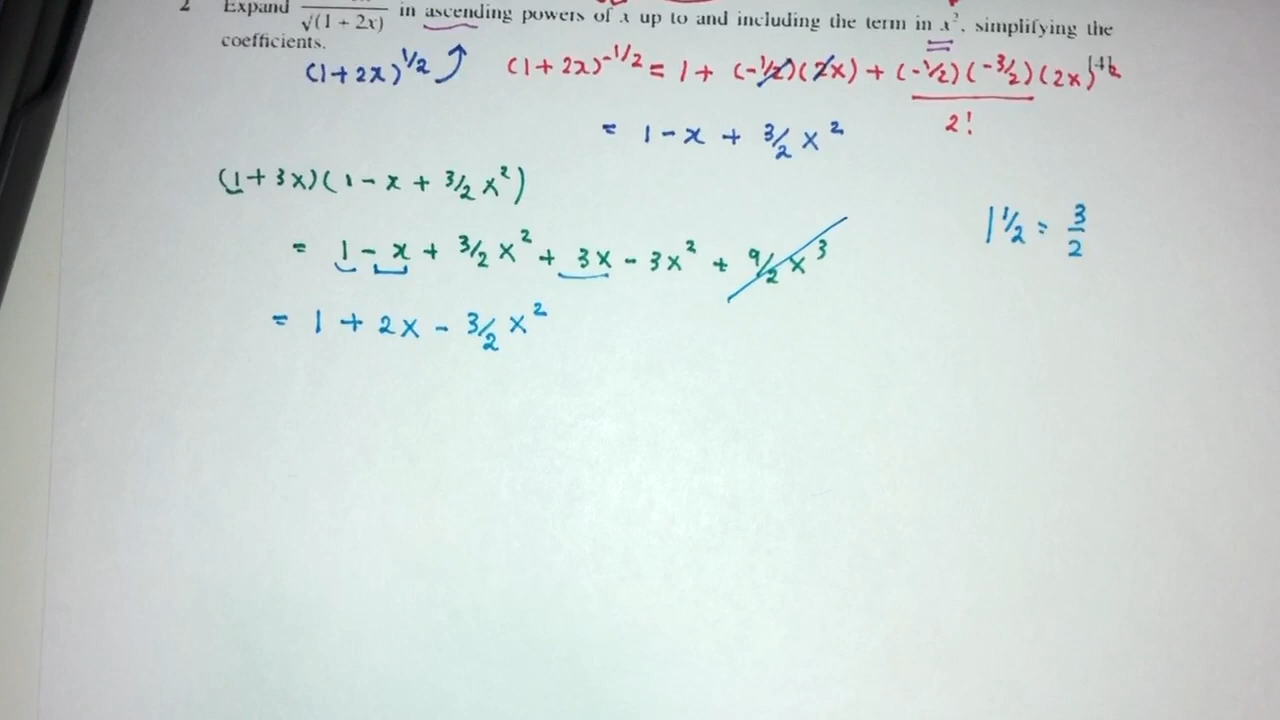 2 Expand √(1 + 2x) in ascending powers of x up to and including the term in x², simplifying the
coefficients. [4]
(1+2x)^1/2 (1+2x)^-1/2 = 1 + (-1/2)(2x) + (-1/2)(-3/2)(2x)^2
2!
= 1 - x + 3/2 x²
(1+3x)(1 - x + 3/2 x²)
= 1 - x + 3/2 x² + 3x - 3x² + 9/2 x³
1 1/2 = 3/2
= 1 + 2x - 3/2 x²